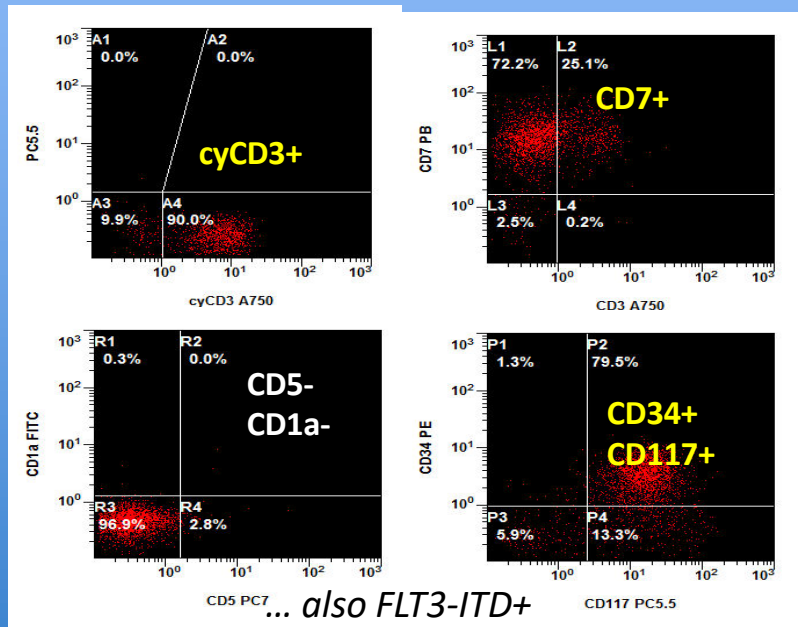 A1
0.0%
A2
0.0%
cyCD3+
A3
9.9%
A4
90.0%
10³
10²
10¹
10⁰
PC5.5
10⁰ 10¹ 10² 10³
cyCD3 A750
L1
72.2%
L2
25.1%
CD7+
L3
2.5%
L4
0.2%
10³
10²
10¹
10⁰
CD7 PB
10⁰ 10¹ 10² 10³
CD3 A750
R1
0.3%
R2
0.0%
CD5-
CD1a-
R3
96.9%
R4
2.8%
10³
10²
10¹
10⁰
CD1a FITC
10⁰ 10¹ 10² 10³
CD5 PC7
P1
1.3%
P2
79.5%
CD34+
CD117+
P3
5.9%
P4
13.3%
10³
10²
10¹
10⁰
CD34 PE
10⁰ 10¹ 10² 10³
CD117 PC5.5
... also FLT3-ITD+